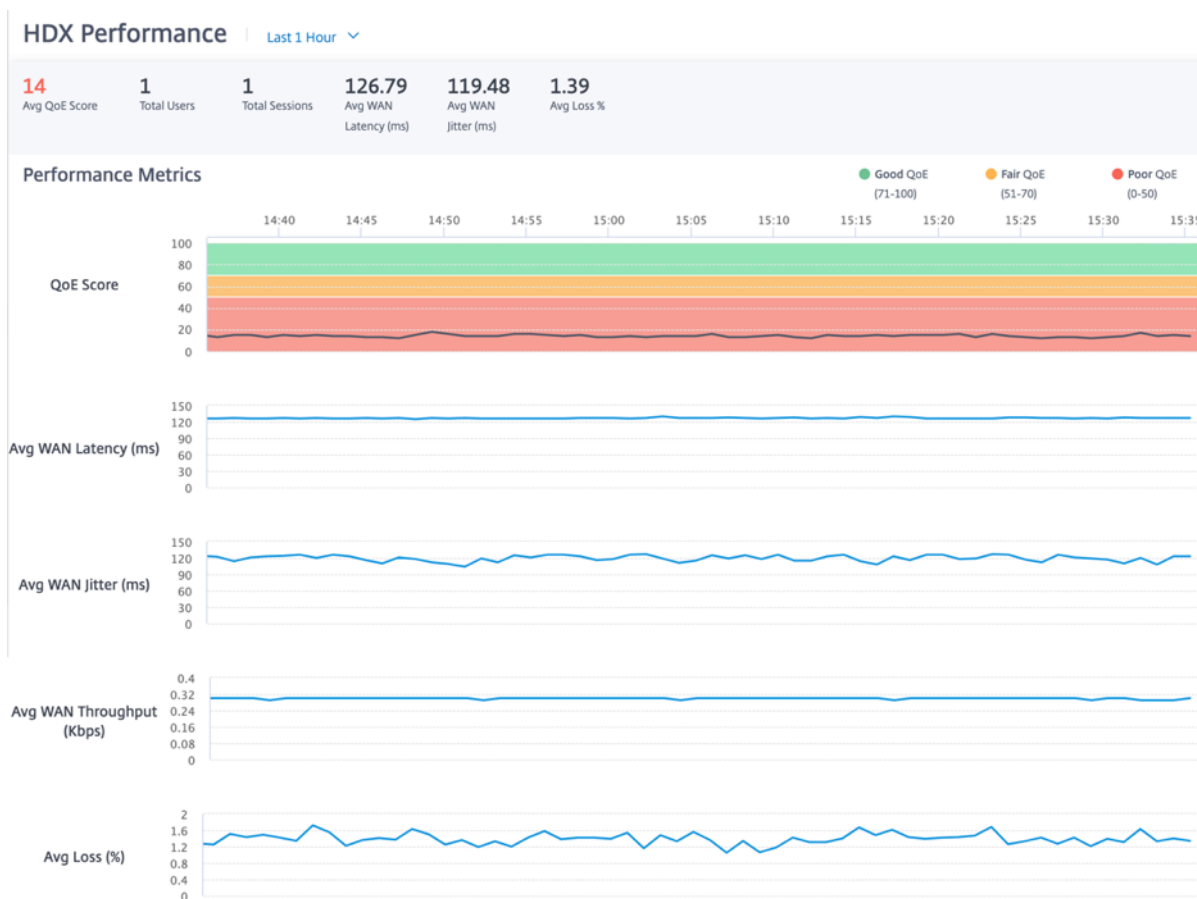 HDX Performance Last 1 Hour
14 1 1 126.79 119.48 1.39
Avg QoE Score Total Users Total Sessions Avg WAN Avg WAN Avg Loss %
Latency (ms) Jitter (ms)
Performance Metrics Good QoE Fair QoE Poor QoE
(71-100) (51-70) (0-50)
14:40 14:45 14:50 14:55 15:00 15:05 15:10 15:15 15:20 15:25 15:30 15:35
100
80
QoE Score
60
40
20
0
150
120
90
Avg WAN Latency (ms)
60
30
0
150
120
90
Avg WAN Jitter (ms)
60
30
0
0.4
0.32
Avg WAN Throughput 0.24
(Kbps)
0.16
0.08
0
2
1.6
1.2
Avg Loss (%)
0.8
0.4
0